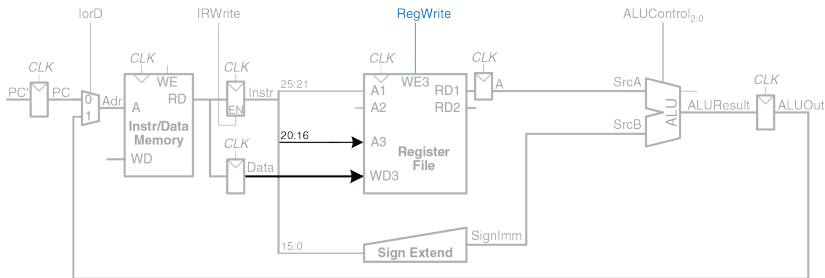 IorD IRWrite RegWrite ALUControl2:0
CLK CLK CLK CLK CLK CLK
PC' PC 0 1 Adr A WE RD Instr EN 25:21 A1 WE3 RD1 A SrcA ALUResult ALUOut
A2 RD2
Instr/Data
Memory
20:16 A3 SrcB ALU
CLK
Register
File
WD Data WD3
15:0 Sign Extend SignImm